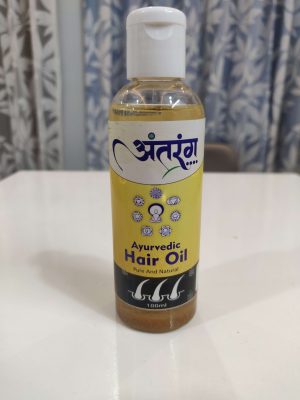 अंतरंग
Ayurvedic
Hair Oil
Pure And Natural
100ml